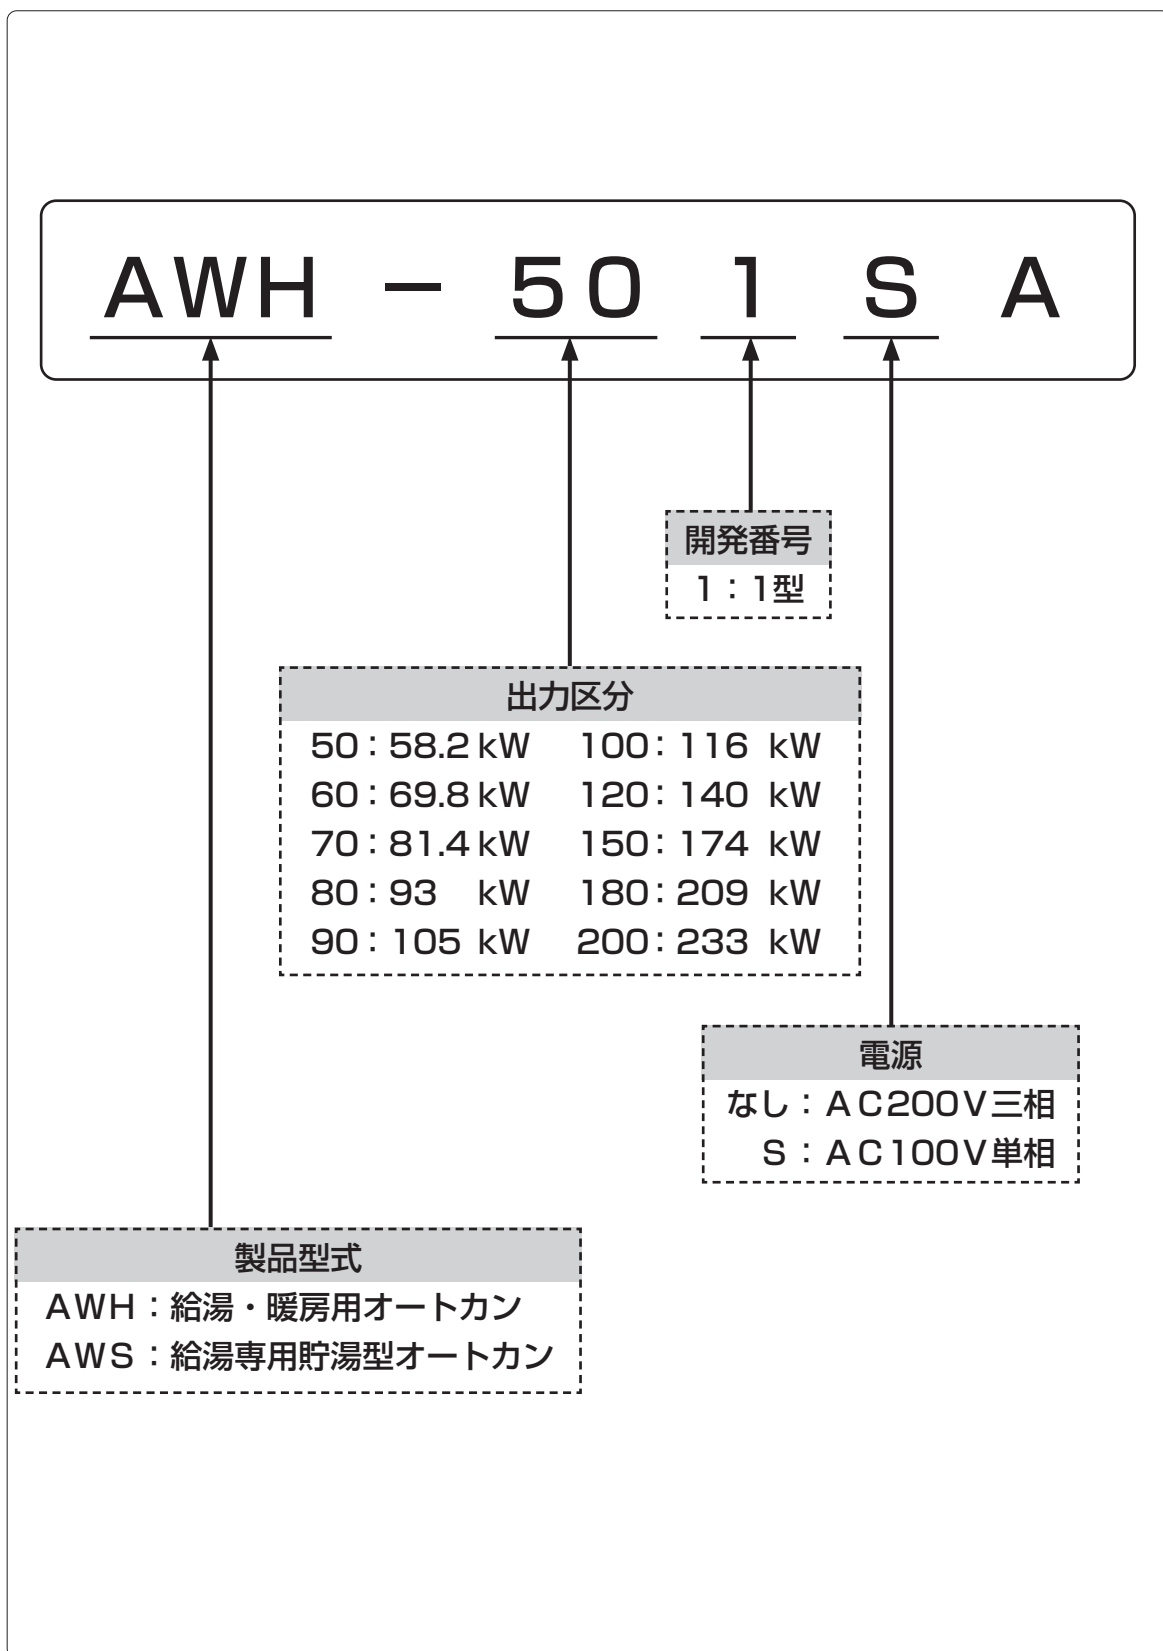 AWH － 50 1 S A
開発番号
1：1型
出力区分
50：58.2 kW 100：116 kW
60：69.8 kW 120：140 kW
70：81.4 kW 150：174 kW
80：93 kW 180：209 kW
90：105 kW 200：233 kW
電源
なし：AC200V三相
S：AC100V単相
製品型式
AWH：給湯・暖房用オートカン
AWS：給湯専用貯湯型オートカン